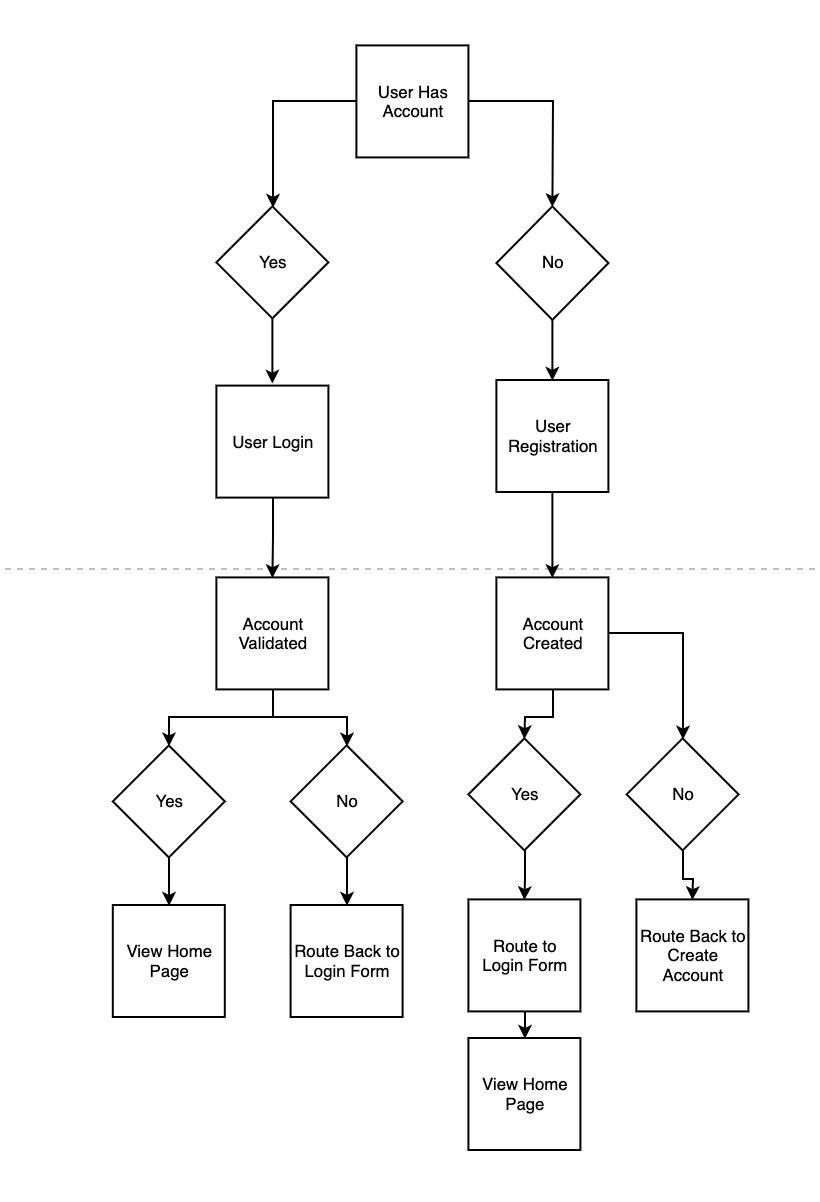 User Has
Account
Yes
No
User Login
User
Registration
Account
Validated
Account
Created
Yes
No
Yes
No
View Home
Page
Route Back to
Login Form
Route to
Login Form
Route Back to
Create
Account
View Home
Page